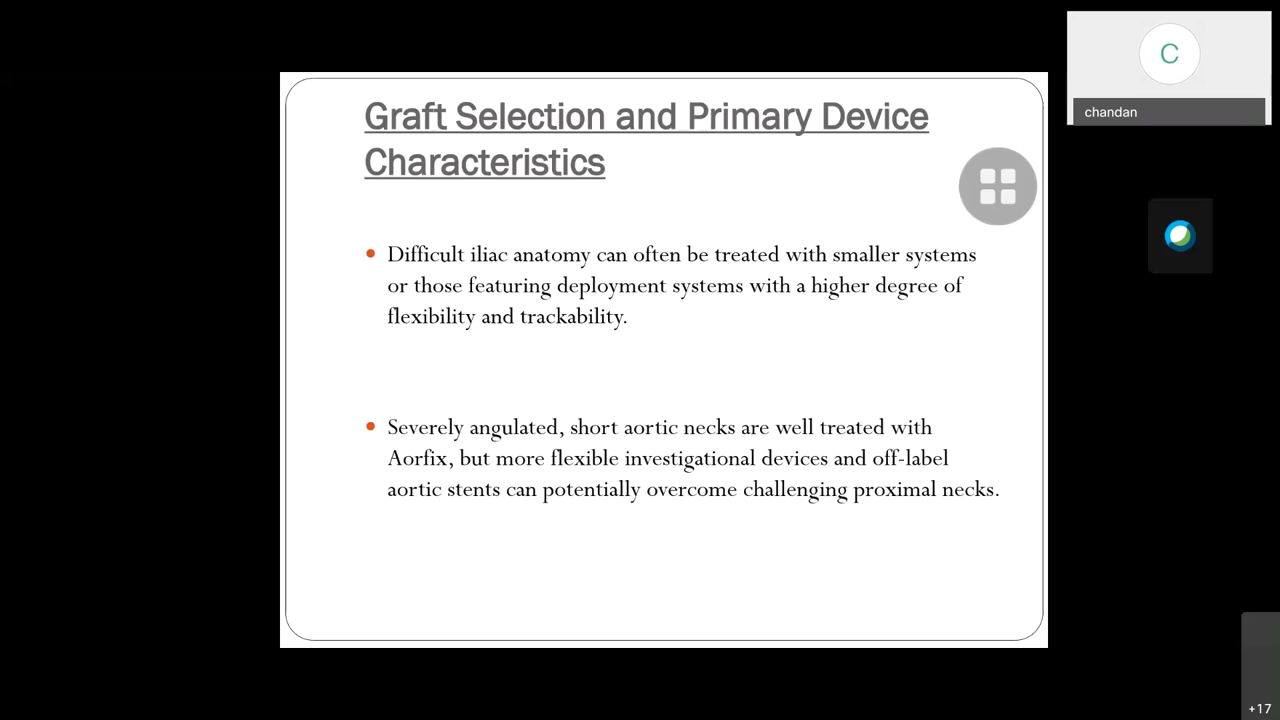 Graft Selection and Primary Device
Characteristics
Difficult iliac anatomy can often be treated with smaller systems
or those featuring deployment systems with a higher degree of
flexibility and trackability.
Severely angulated, short aortic necks are well treated with
Aorfix, but more flexible investigational devices and off-label
aortic stents can potentially overcome challenging proximal necks.
C
chandan
+17